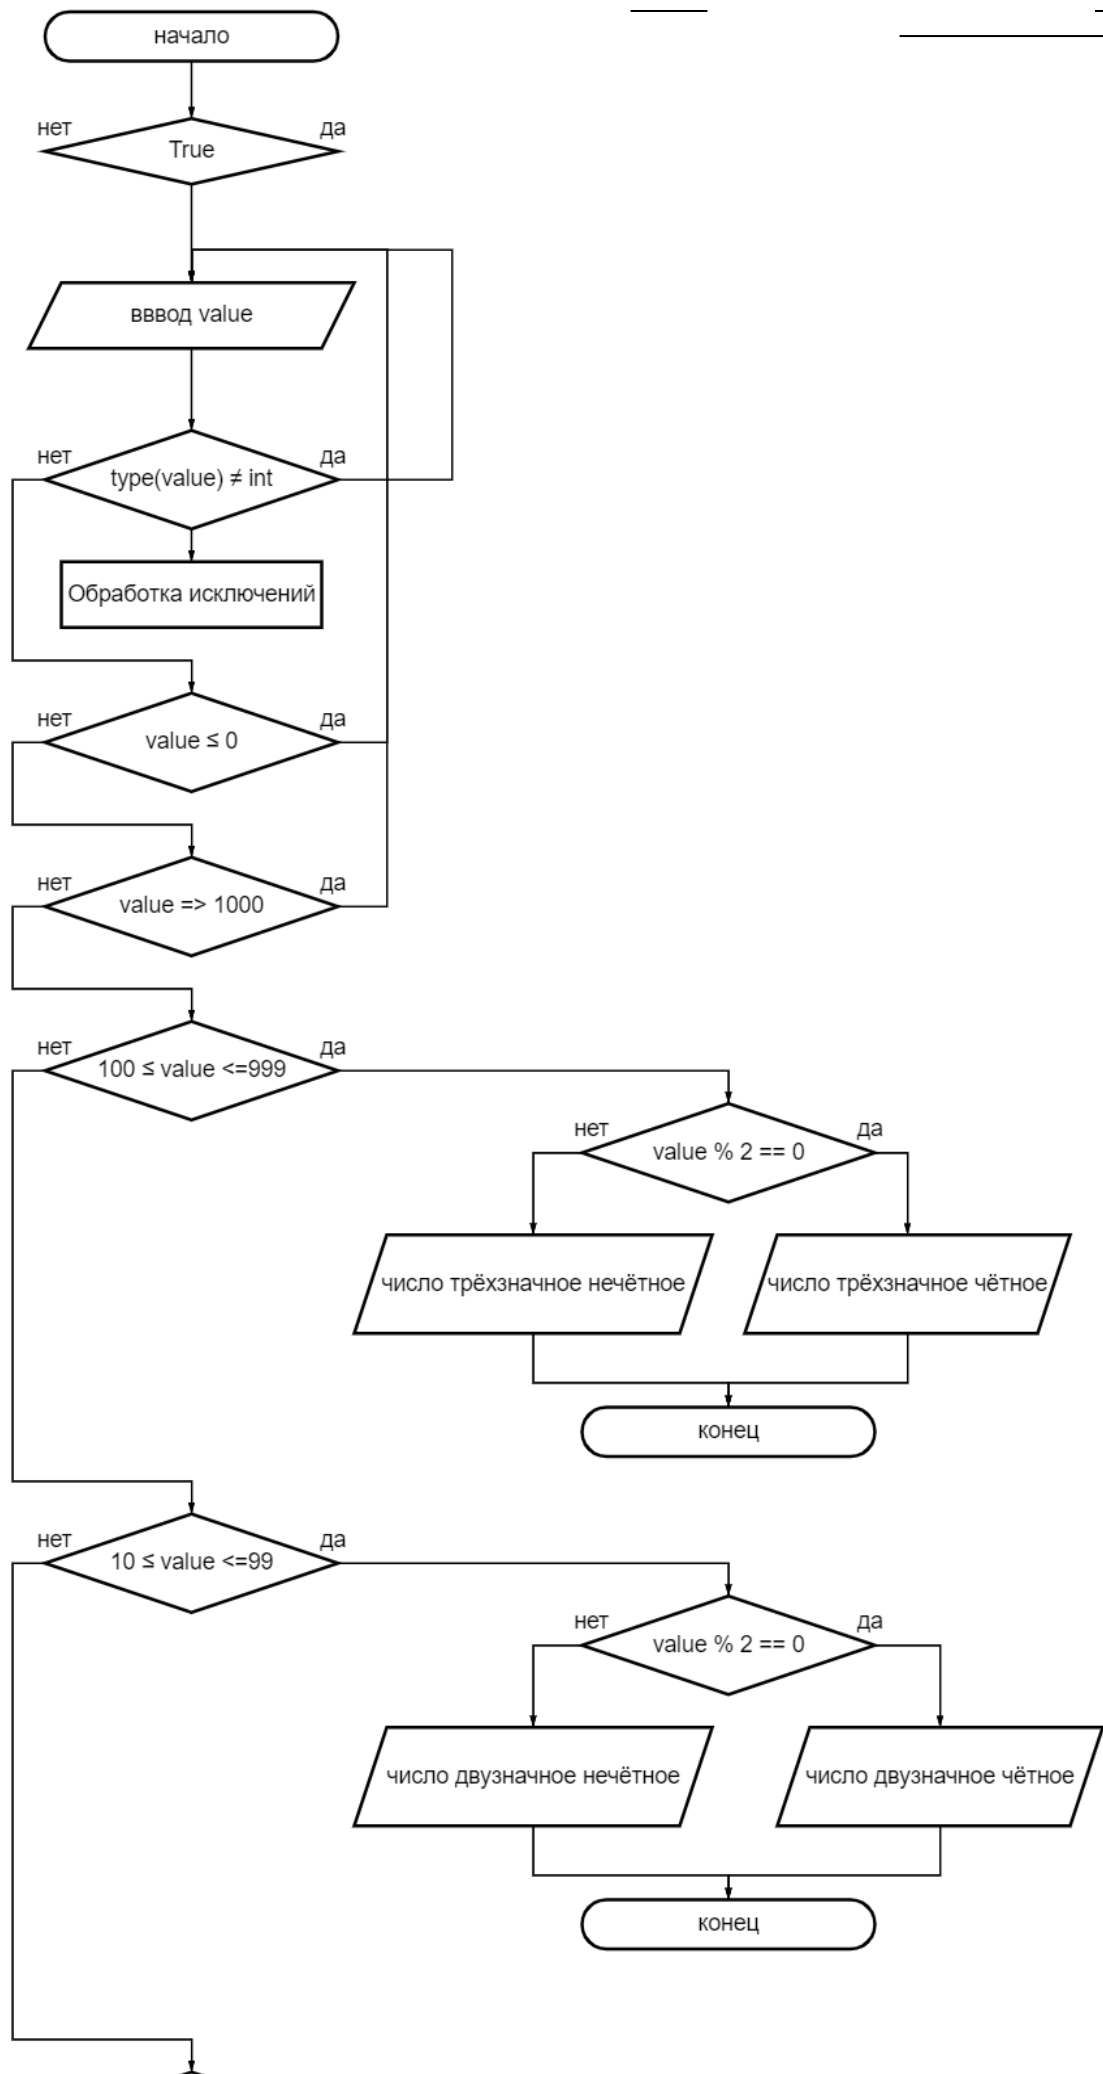 начало
нет
да
True
вввод value
нет
да
type(value) ≠ int
Обработка исключений
нет
да
value ≤ 0
нет
да
value => 1000
нет
да
100 ≤ value <=999
нет
да
value % 2 == 0
число трёхзначное нечётное
число трёхзначное чётное
конец
нет
да
10 ≤ value <=99
нет
да
value % 2 == 0
число двузначное нечётное
число двузначное чётное
конец